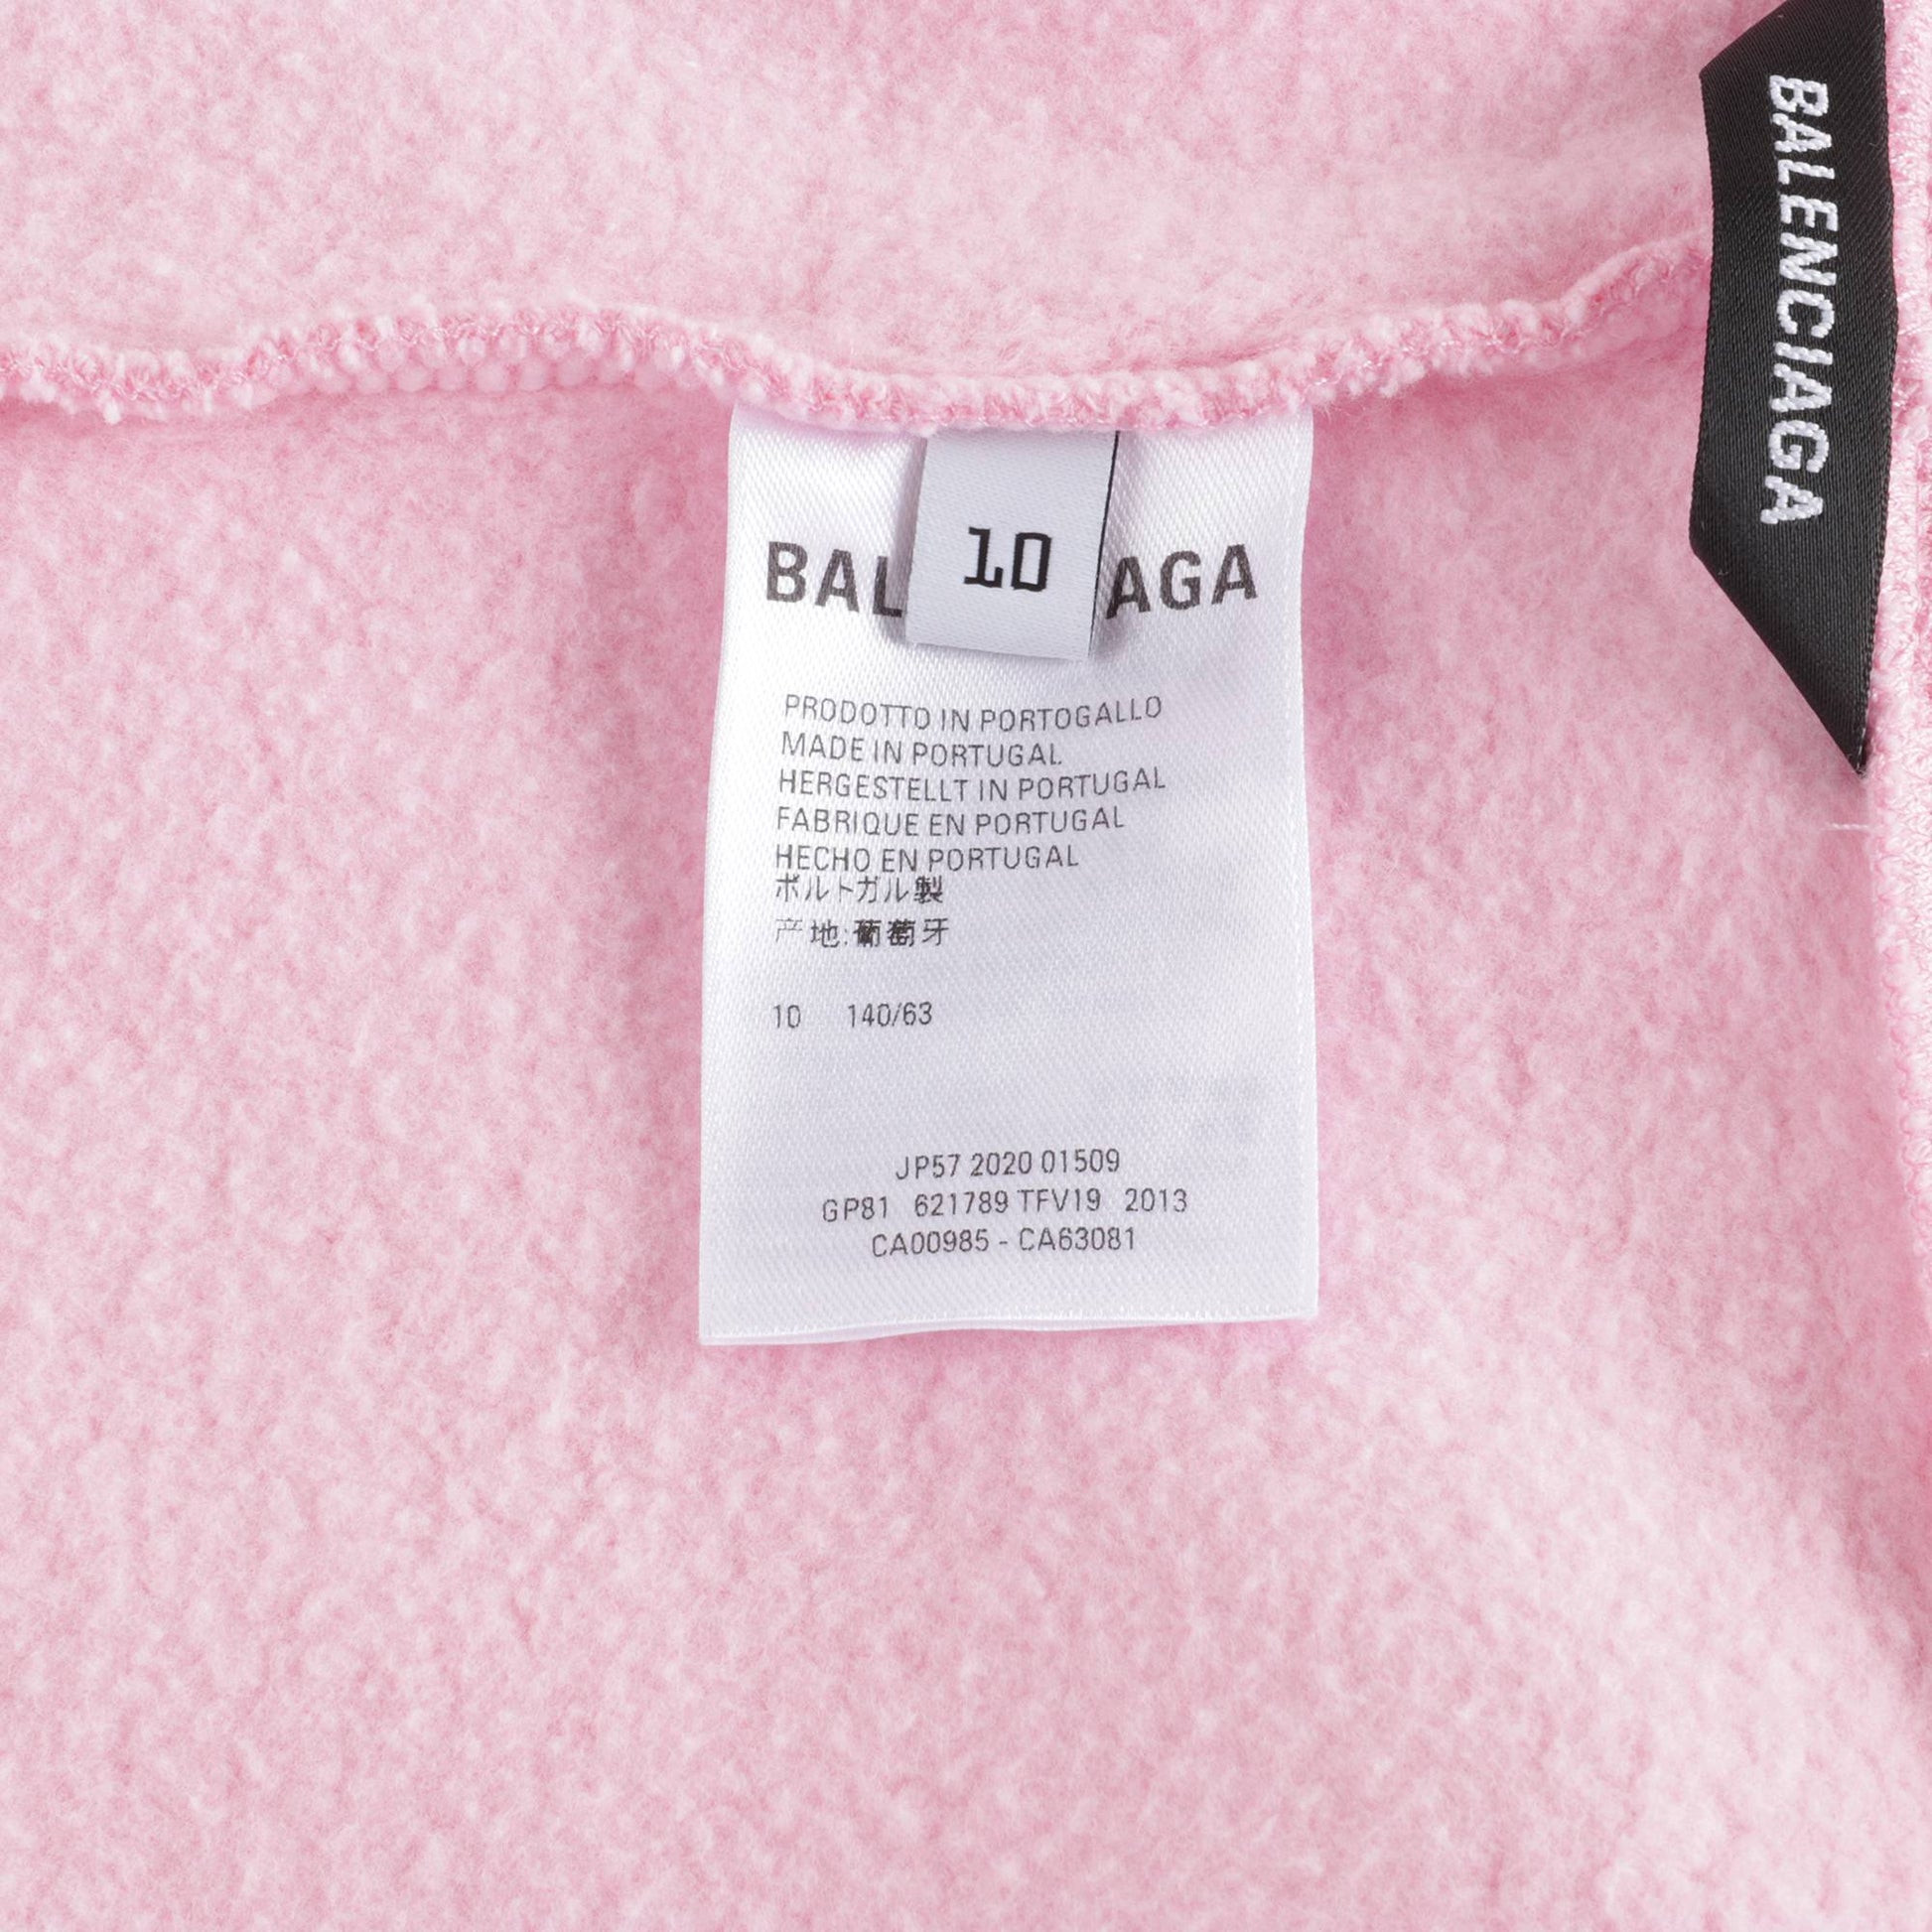 BALENCIAGA
10
BAL AGA
PRODOTTO IN PORTOGALLO
MADE IN PORTUGAL
HERGESTELLT IN PORTUGAL
FABRIQUE EN PORTUGAL
HECHO EN PORTUGAL
ポルトガル製
产地:葡萄牙
10 140/63
JP57 2020 01509
GP81 621789 TFV19 2013
CA00985 - CA63081